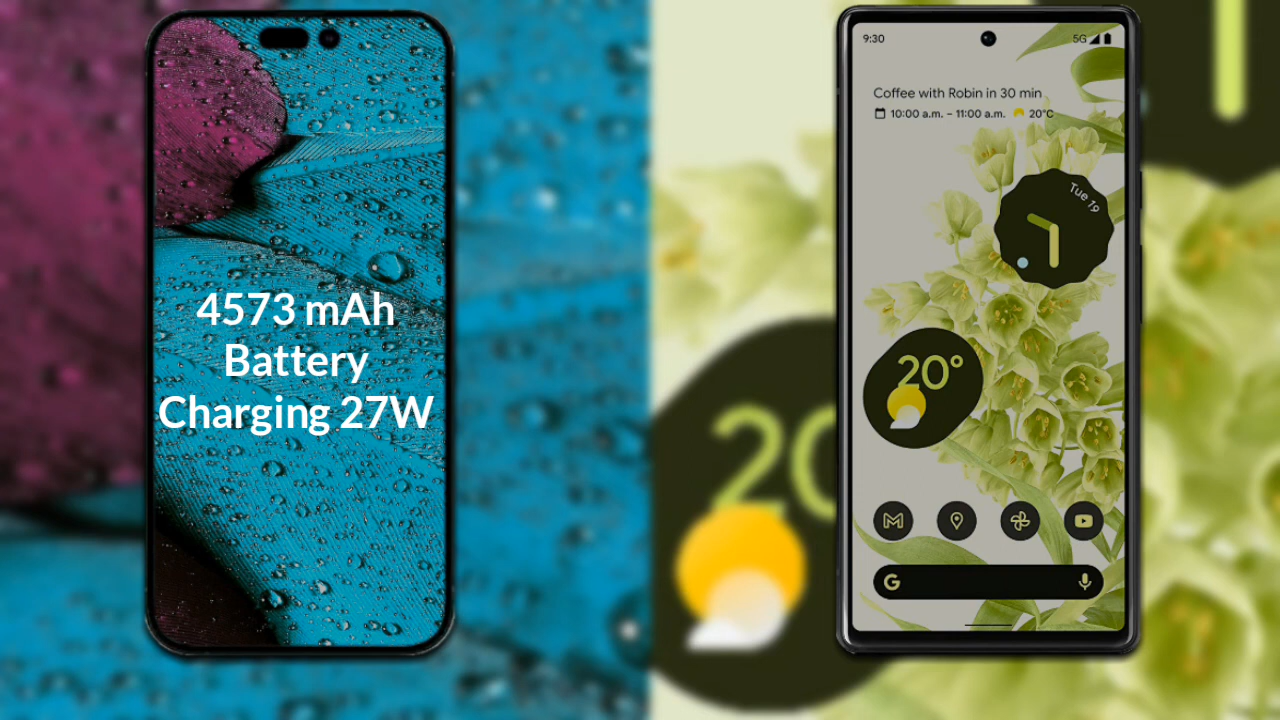 4573 mAh
Battery
Charging 27W
9:30
5G
Coffee with Robin in 30 min
10:00 a.m. – 11:00 a.m. 20°C
Tue 19
20°
20
G